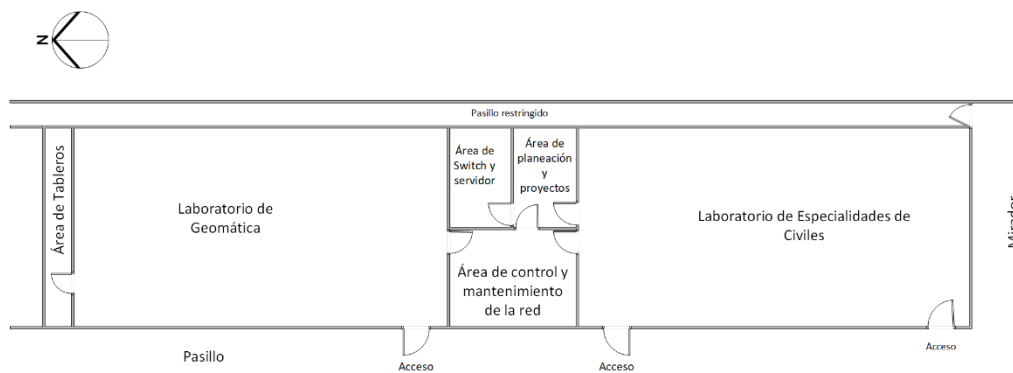 N
Pasillo restringido
Área de Tableros
Laboratorio de
Geomática
Área de
Switch y
servidor
Área de
planeación
y
proyectos
Laboratorio de Especialidades de
Civiles
Mirador
Área de control y
mantenimiento
de la red
Pasillo
Acceso
Acceso
Acceso